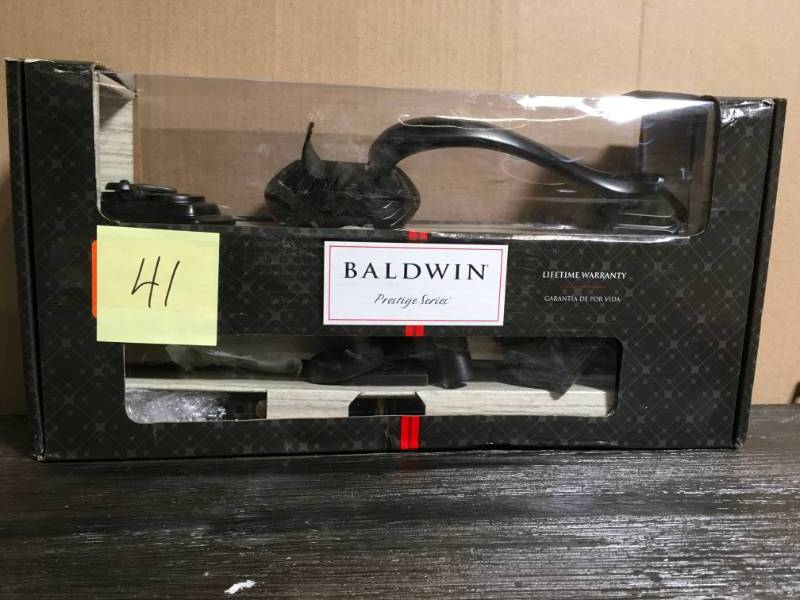 41
BALDWIN
Prestige Series
LIFETIME WARRANTY
GARANTÍA DE POR VIDA